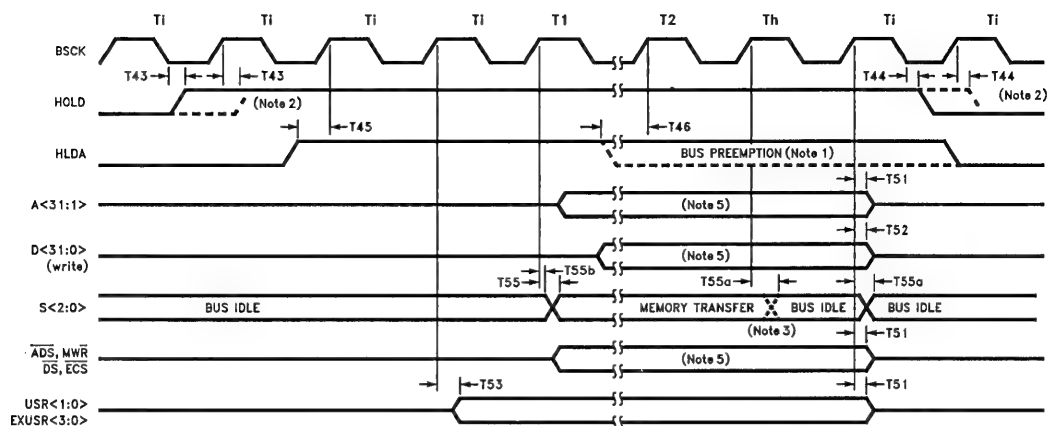 Ti Ti Ti Ti T1 T2 Th Ti Ti
BSCK
T43 T43 T44 T44
HOLD (Note 2) (Note 2)
T45 T46
HLDA BUS PREEMPTION (Note 1)
T51
A<31:1> (Note 5)
T52
D<31:0> (Note 5)
(write)
T55 T55b T55a T55a
S<2:0> BUS IDLE MEMORY TRANSFER BUS IDLE BUS IDLE
(Note 3) T51
ADS, MWR (Note 5)
DS, ECS
T53 T51
USR<1:0>
EXUSR<3:0>